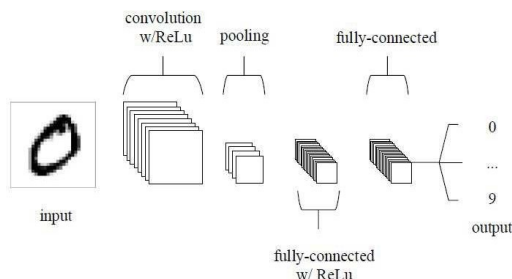 convolution
w/ReLu
pooling
fully-connected
0
...
9
input
output
fully-connected
w/ ReLu